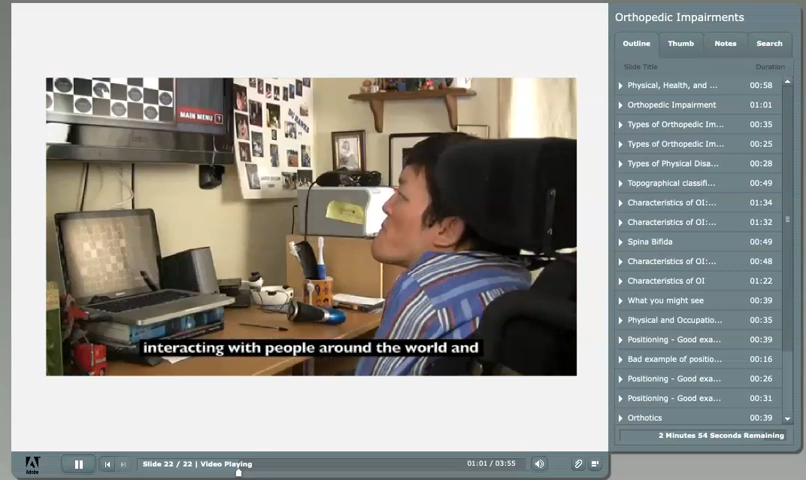 Orthopedic Impairments
Outline Thumb Notes Search
Slide Title Duration
Physical, Health, and ... 00:58
Orthopedic Impairment 01:01
Types of Orthopedic Im... 00:35
Types of Orthopedic Im... 00:25
Types of Physical Disa... 00:28
Topographical classifi... 00:49
Characteristics of OI:... 01:34
Characteristics of OI:... 01:32
Spina Bifida 00:49
Characteristics of OI:... 00:48
Characteristics of OI 01:22
What you might see 00:39
Physical and Occupatio... 00:35
Positioning - Good exa... 00:39
Bad example of positio... 00:16
Positioning - Good exa... 00:26
Positioning - Good exa... 00:31
Orthotics 00:39
2 Minutes 54 Seconds Remaining
MAIN MENU ?
interacting with people around the world and
Adobe
Slide 22 / 22 | Video Playing
01:01 / 03:55